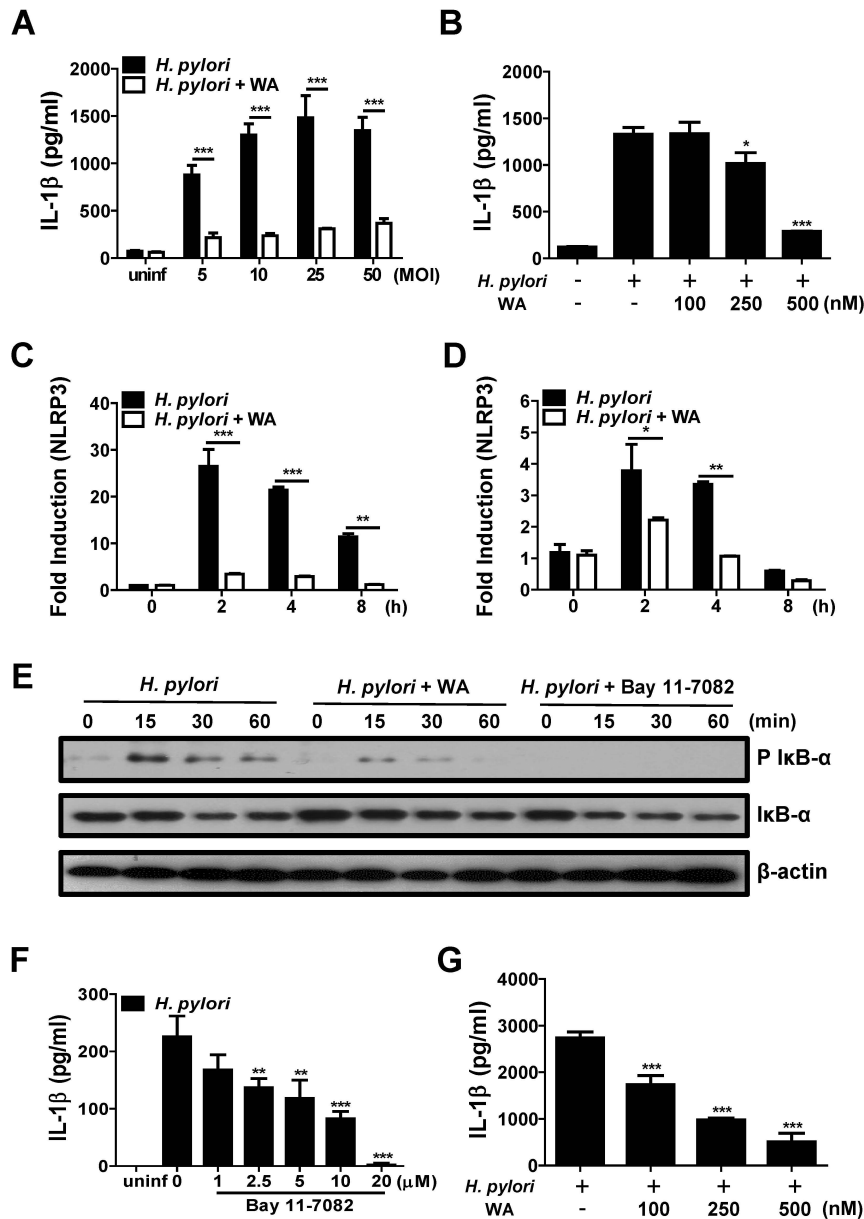 A
H. pylori
H. pylori + WA
IL-1β (pg/ml)
2000
1500
1000
500
0
*** *** *** ***
uninf 5 10 25 50 (MOI)
B
IL-1β (pg/ml)
2000
1500
1000
500
0
* ***
H. pylori - + + + +
WA - - 100 250 500 (nM)
C
H. pylori
H. pylori + WA
Fold Induction (NLRP3)
40
30
20
10
0
*** *** **
0 2 4 8 (h)
D
H. pylori
H. pylori + WA
Fold Induction (NLRP3)
6
5
4
3
2
1
0
* **
0 2 4 8 (h)
E
H. pylori H. pylori + WA H. pylori + Bay 11-7082
0 15 30 60 0 15 30 60 0 15 30 60 (min)
P IκB-α
IκB-α
β-actin
F
H. pylori
IL-1β (pg/ml)
300
200
100
0
** ** *** ***
uninf 0 1 2.5 5 10 20 (μM)
Bay 11-7082
G
IL-1β (pg/ml)
4000
3000
2000
1000
0
*** *** ***
H. pylori + + + +
WA - 100 250 500 (nM)